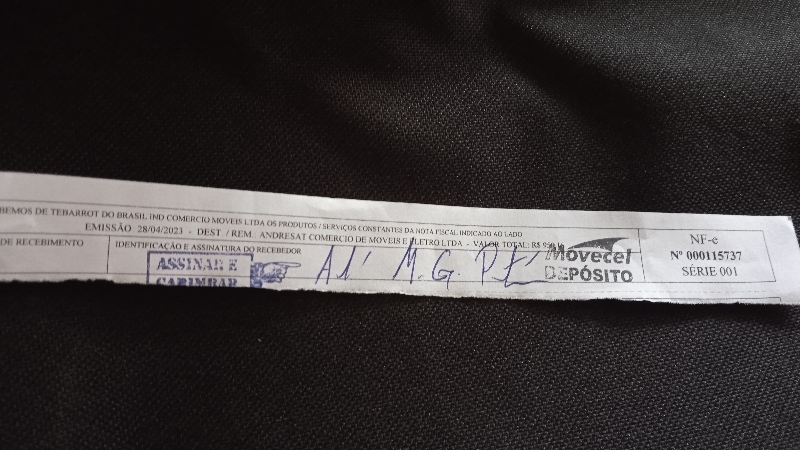 BEMOS DE TEBARROT DO BRASIL IND COMERCIO MOVEIS LTDA OS PRODUTOS / SERVIÇOS CONSTANTES DA NOTA FISCAL INDICADO AO LADO
EMISSÃO 28/04/2021 - DEST / REM.: ANDRESAT COMERCIO DE MOVEIS E ELETRO LTDA - VALOR TOTAL: R$
DE RECEBIMENTO
IDENTIFICAÇÃO E ASSINATURA DO RECEBEDOR
ASSINAR E
CARIMBAR
M. G.
Movecel
DEPÓSITO
NF-e
Nº 000115737
SÉRIE 001